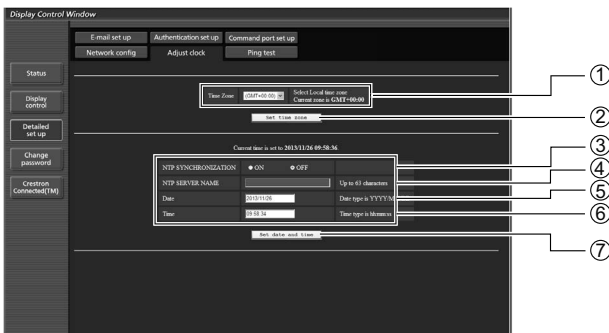 Display Control Window
E-mail set up
Authentication set up
Command port set up
Network config
Adjust clock
Ping test
Status
Display control
Detailed set up
Change password
Crestron Connected(TM)
Time Zone
(GMT+00:00)
Select Local time zone
Current zone is GMT+00:00
Set time zone
Current time is set to 2013/11/26 09:58:36
NTP SYNCHRONIZATION ON OFF
NTP SERVER NAME Up to 63 characters
Date 2013/11/26 Date type is YYYY/M
Time 09:58:34 Time type is hh:mm:ss
Set date and time
①
②
③
④
⑤
⑥
⑦